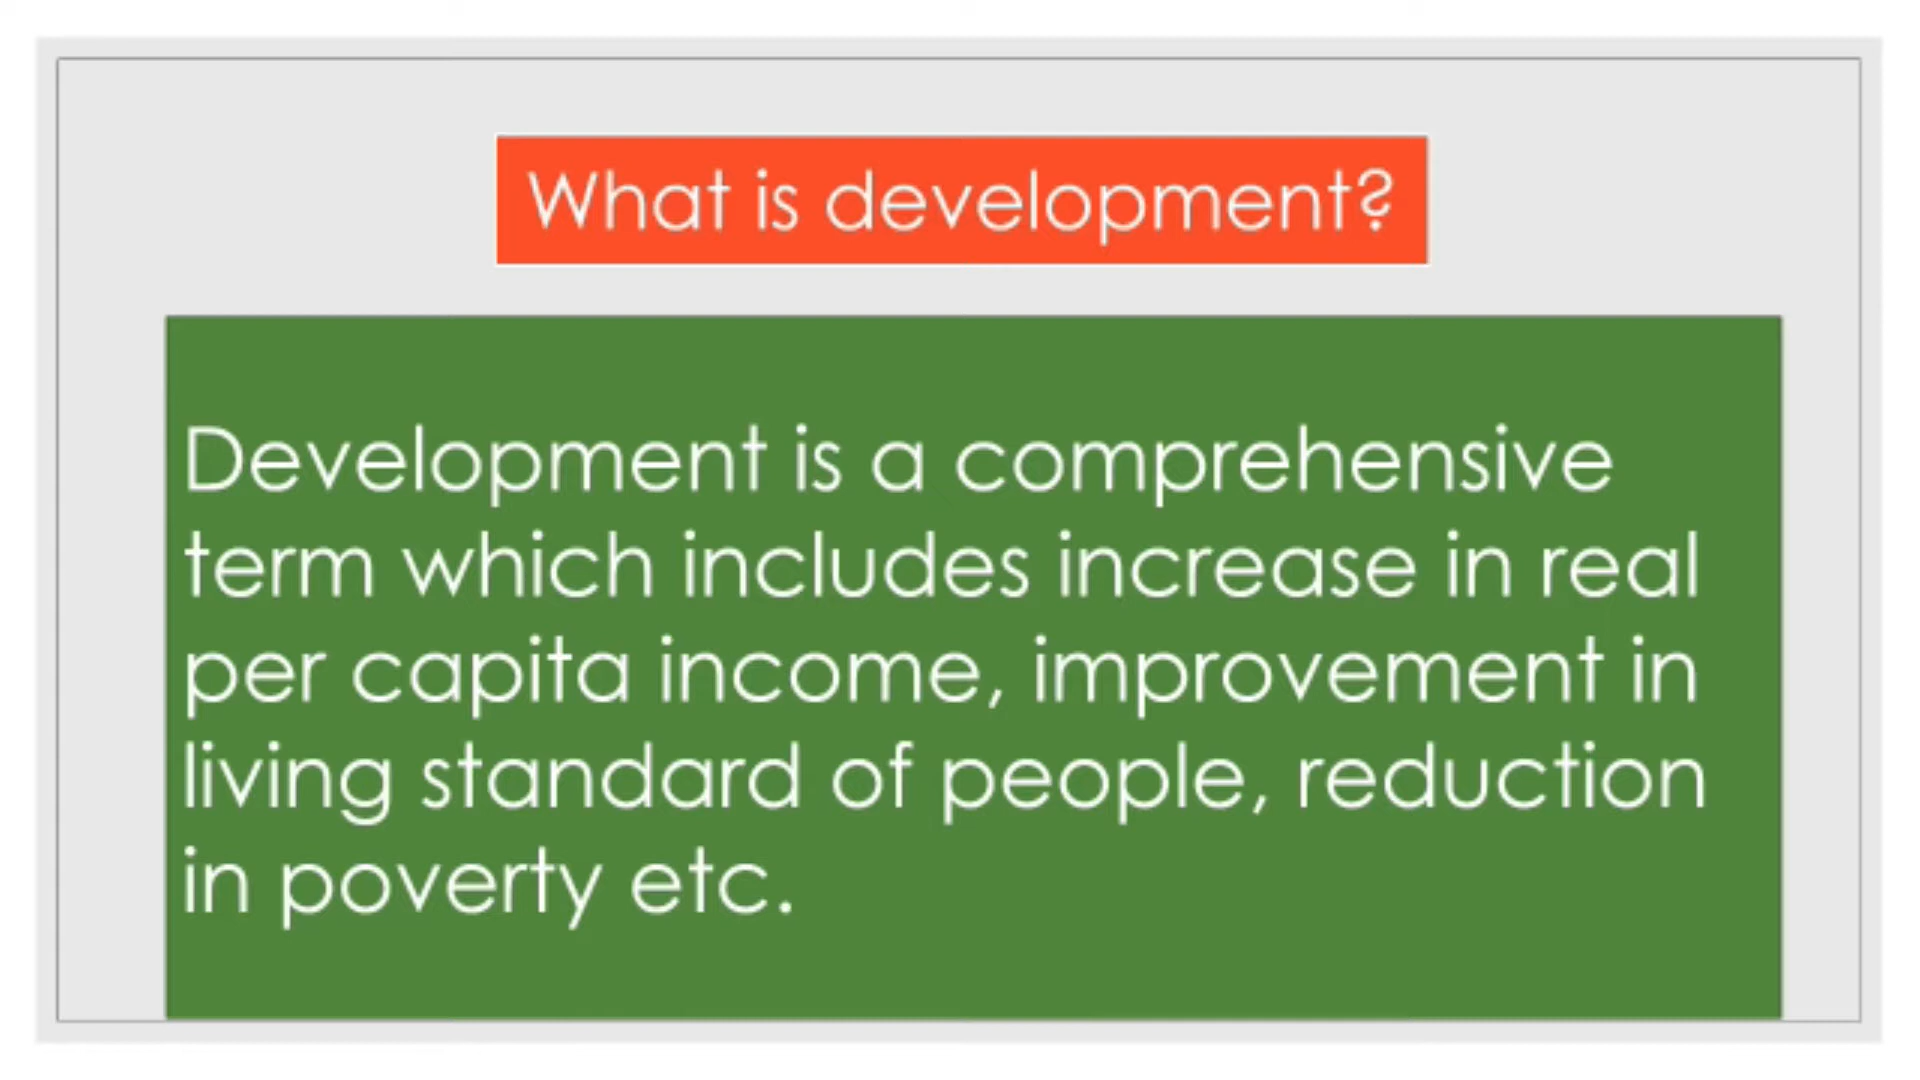 What is development?
Development is a comprehensive
term which includes increase in real
per capita income, improvement in
living standard of people, reduction
in poverty etc.